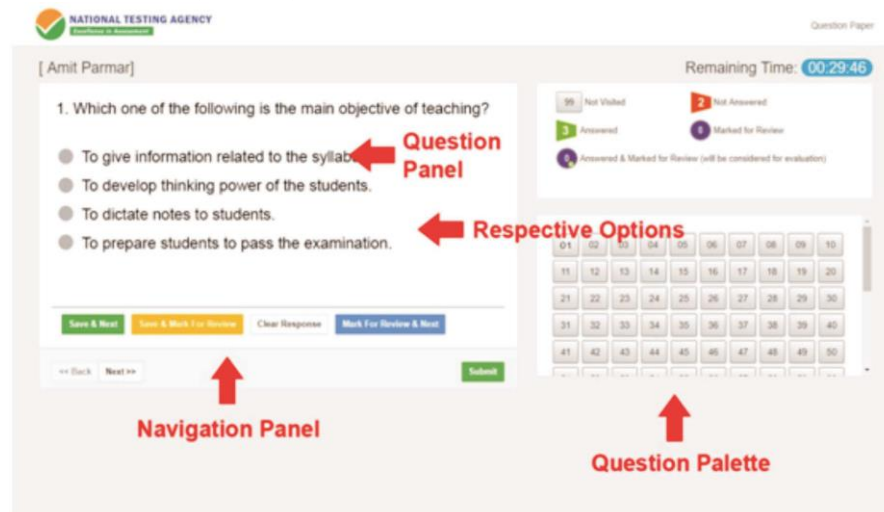 NATIONAL TESTING AGENCY
Excellence in Assessment
Question Paper
[ Amit Parmar]
Remaining Time: 00:29:46
1. Which one of the following is the main objective of teaching?
To give information related to the
To develop thinking power of the students.
To dictate notes to students.
To prepare students to pass the examination.
Question
Panel
Respective Options
99 Not Visited
2 Not Answered
3 Answered
0 Marked for Review
0 Answered & Marked for Review (will be considered for evaluation)
01 02 03 04 05 06 07 08 09 10
11 12 13 14 15 16 17 18 19 20
21 22 23 24 25 26 27 28 29 30
31 32 33 34 35 36 37 38 39 40
41 42 43 44 45 46 47 48 49 50
Save & Next Save & Mark For Review Clear Response Mark For Review & Next
<< Back Next >> Submit
Navigation Panel
Question Palette